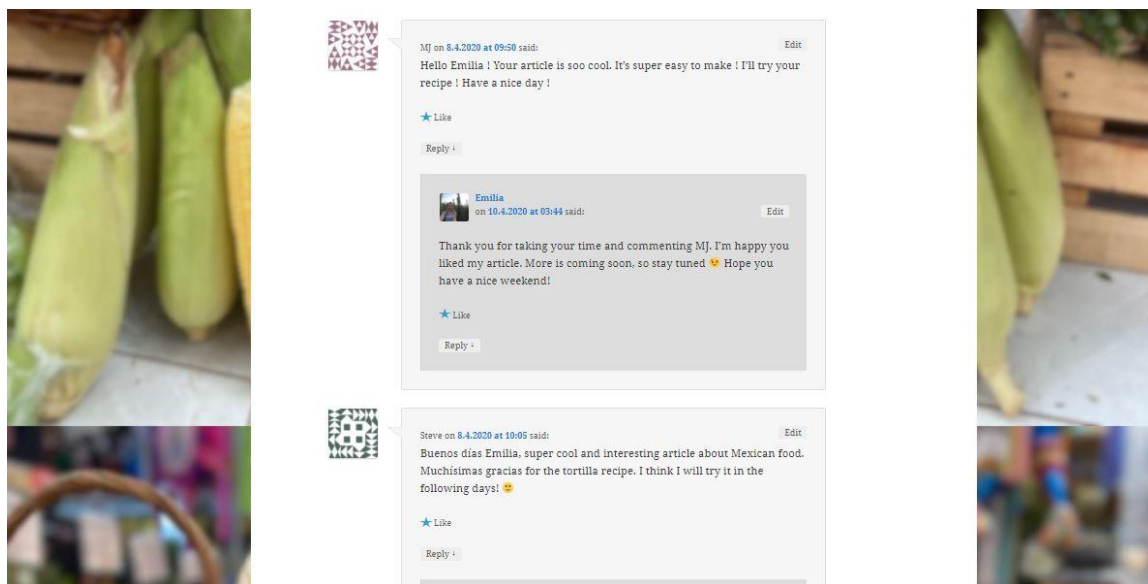 MJ on 8.4.2020 at 09:50 said:
Edit
Hello Emilia ! Your article is soo cool. It's super easy to make ! I'll try your
recipe ! Have a nice day !
Like
Reply ↓
Emilia
on 10.4.2020 at 03:44 said:
Edit
Thank you for taking your time and commenting MJ. I'm happy you
liked my article. More is coming soon, so stay tuned 😉 Hope you
have a nice weekend!
Like
Reply ↓
Steve on 8.4.2020 at 10:05 said:
Edit
Buenos días Emilia, super cool and interesting article about Mexican food.
Muchísimas gracias for the tortilla recipe. I think I will try it in the
following days! 🙂
Like
Reply ↓